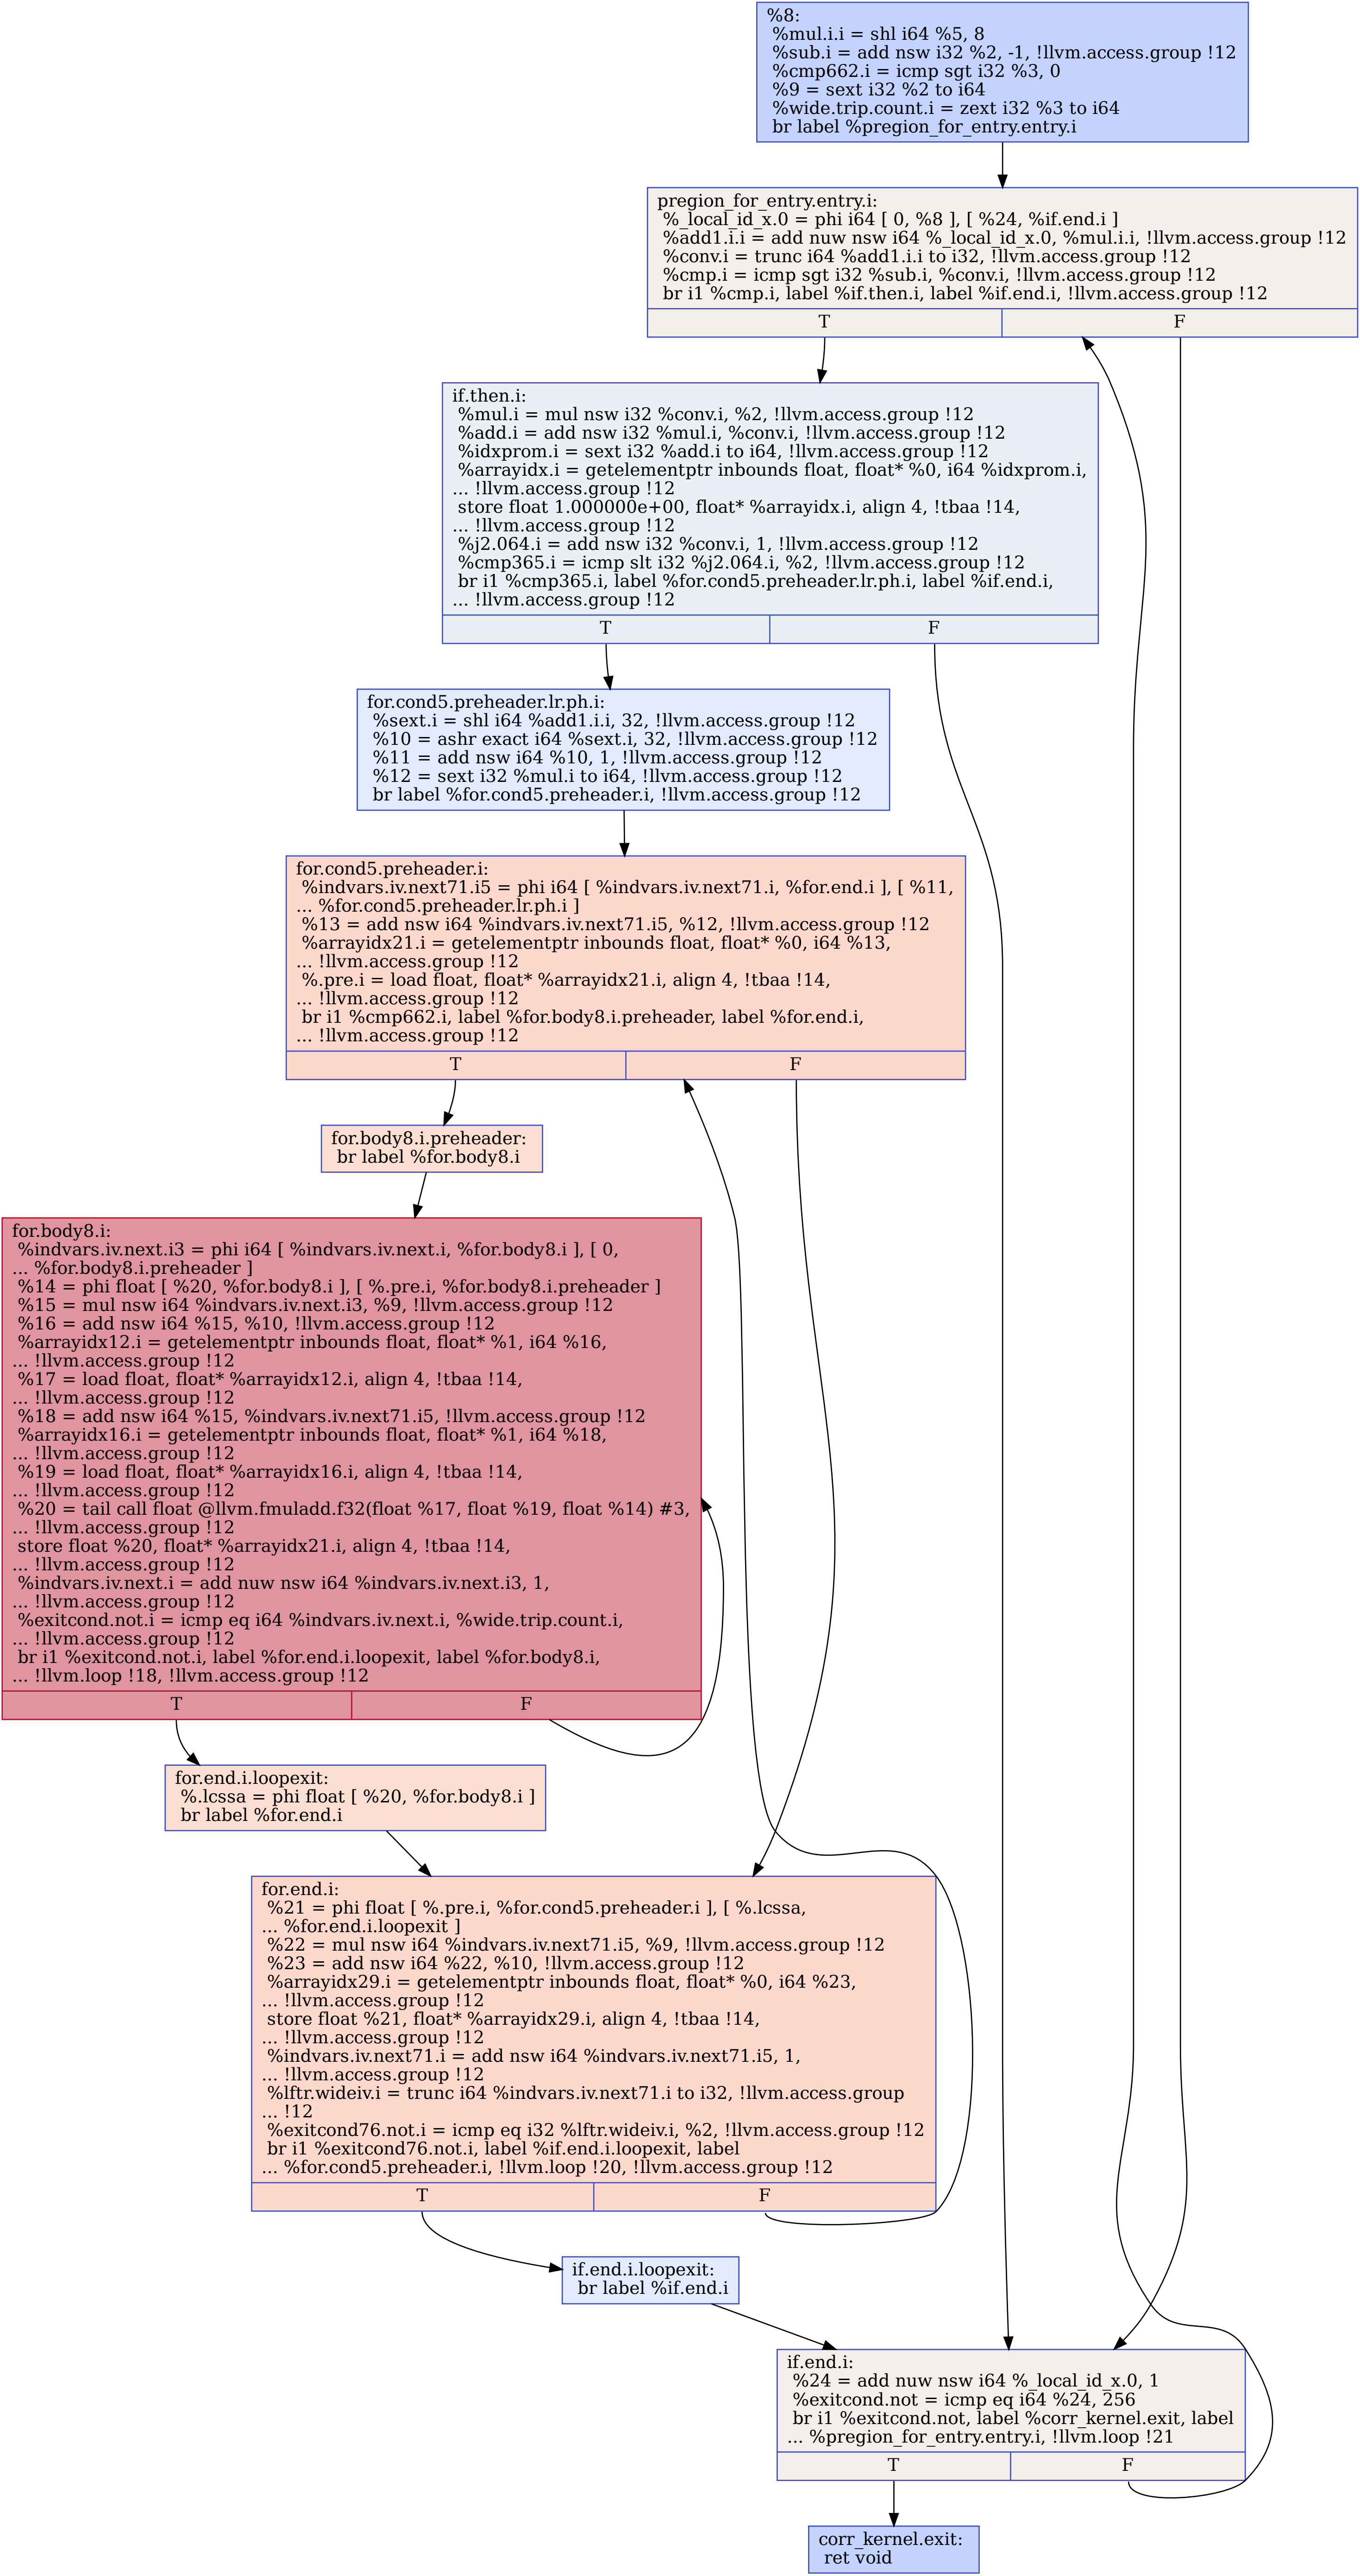 %8:
%mul.i.i = shl i64 %5, 8
%sub.i = add nsw i32 %2, -1, !llvm.access.group !12
%cmp662.i = icmp sgt i32 %3, 0
%9 = sext i32 %2 to i64
%wide.trip.count.i = zext i32 %3 to i64
br label %pregion_for_entry.entry.i
pregion_for_entry.entry.i:
%_local_id_x.0 = phi i64 [ 0, %8 ], [ %24, %if.end.i ]
%add1.i.i = add nuw nsw i64 %_local_id_x.0, %mul.i.i, !llvm.access.group !12
%conv.i = trunc i64 %add1.i.i to i32, !llvm.access.group !12
%cmp.i = icmp sgt i32 %sub.i, %conv.i, !llvm.access.group !12
br i1 %cmp.i, label %if.then.i, label %if.end.i, !llvm.access.group !12
T F
if.then.i:
%mul.i = mul nsw i32 %conv.i, %2, !llvm.access.group !12
%add.i = add nsw i32 %mul.i, %conv.i, !llvm.access.group !12
%idxprom.i = sext i32 %add.i to i64, !llvm.access.group !12
%arrayidx.i = getelementptr inbounds float, float* %0, i64 %idxprom.i,
... !llvm.access.group !12
store float 1.000000e+00, float* %arrayidx.i, align 4, !tbaa !14,
... !llvm.access.group !12
%j2.064.i = add nsw i32 %conv.i, 1, !llvm.access.group !12
%cmp365.i = icmp slt i32 %j2.064.i, %2, !llvm.access.group !12
br i1 %cmp365.i, label %for.cond5.preheader.lr.ph.i, label %if.end.i,
... !llvm.access.group !12
T F
for.cond5.preheader.lr.ph.i:
%sext.i = shl i64 %add1.i.i, 32, !llvm.access.group !12
%10 = ashr exact i64 %sext.i, 32, !llvm.access.group !12
%11 = add nsw i64 %10, 1, !llvm.access.group !12
%12 = sext i32 %mul.i to i64, !llvm.access.group !12
br label %for.cond5.preheader.i, !llvm.access.group !12
for.cond5.preheader.i:
%indvars.iv.next71.i5 = phi i64 [ %indvars.iv.next71.i, %for.end.i ], [ %11,
... %for.cond5.preheader.lr.ph.i ]
%13 = add nsw i64 %indvars.iv.next71.i5, %12, !llvm.access.group !12
%arrayidx21.i = getelementptr inbounds float, float* %0, i64 %13,
... !llvm.access.group !12
%.pre.i = load float, float* %arrayidx21.i, align 4, !tbaa !14,
... !llvm.access.group !12
br i1 %cmp662.i, label %for.body8.i.preheader, label %for.end.i,
... !llvm.access.group !12
T F
for.body8.i.preheader:
br label %for.body8.i
for.body8.i:
%indvars.iv.next.i3 = phi i64 [ %indvars.iv.next.i, %for.body8.i ], [ 0,
... %for.body8.i.preheader ]
%14 = phi float [ %20, %for.body8.i ], [ %.pre.i, %for.body8.i.preheader ]
%15 = mul nsw i64 %indvars.iv.next.i3, %9, !llvm.access.group !12
%16 = add nsw i64 %15, %10, !llvm.access.group !12
%arrayidx12.i = getelementptr inbounds float, float* %1, i64 %16,
... !llvm.access.group !12
%17 = load float, float* %arrayidx12.i, align 4, !tbaa !14,
... !llvm.access.group !12
%18 = add nsw i64 %15, %indvars.iv.next71.i5, !llvm.access.group !12
%arrayidx16.i = getelementptr inbounds float, float* %1, i64 %18,
... !llvm.access.group !12
%19 = load float, float* %arrayidx16.i, align 4, !tbaa !14,
... !llvm.access.group !12
%20 = tail call float @llvm.fmuladd.f32(float %17, float %19, float %14) #3,
... !llvm.access.group !12
store float %20, float* %arrayidx21.i, align 4, !tbaa !14,
... !llvm.access.group !12
%indvars.iv.next.i = add nuw nsw i64 %indvars.iv.next.i3, 1,
... !llvm.access.group !12
%exitcond.not.i = icmp eq i64 %indvars.iv.next.i, %wide.trip.count.i,
... !llvm.access.group !12
br i1 %exitcond.not.i, label %for.end.i.loopexit, label %for.body8.i,
... !llvm.loop !18, !llvm.access.group !12
T F
for.end.i.loopexit:
%.lcssa = phi float [ %20, %for.body8.i ]
br label %for.end.i
for.end.i:
%21 = phi float [ %.pre.i, %for.cond5.preheader.i ], [ %.lcssa,
... %for.end.i.loopexit ]
%22 = mul nsw i64 %indvars.iv.next71.i5, %9, !llvm.access.group !12
%23 = add nsw i64 %22, %10, !llvm.access.group !12
%arrayidx29.i = getelementptr inbounds float, float* %0, i64 %23,
... !llvm.access.group !12
store float %21, float* %arrayidx29.i, align 4, !tbaa !14,
... !llvm.access.group !12
%indvars.iv.next71.i = add nsw i64 %indvars.iv.next71.i5, 1,
... !llvm.access.group !12
%lftr.wideiv.i = trunc i64 %indvars.iv.next71.i to i32, !llvm.access.group
... !12
%exitcond76.not.i = icmp eq i32 %lftr.wideiv.i, %2, !llvm.access.group !12
br i1 %exitcond76.not.i, label %if.end.i.loopexit, label
... %for.cond5.preheader.i, !llvm.loop !20, !llvm.access.group !12
T F
if.end.i.loopexit:
br label %if.end.i
if.end.i:
%24 = add nuw nsw i64 %_local_id_x.0, 1
%exitcond.not = icmp eq i64 %24, 256
br i1 %exitcond.not, label %corr_kernel.exit, label
... %pregion_for_entry.entry.i, !llvm.loop !21
T F
corr_kernel.exit:
ret void